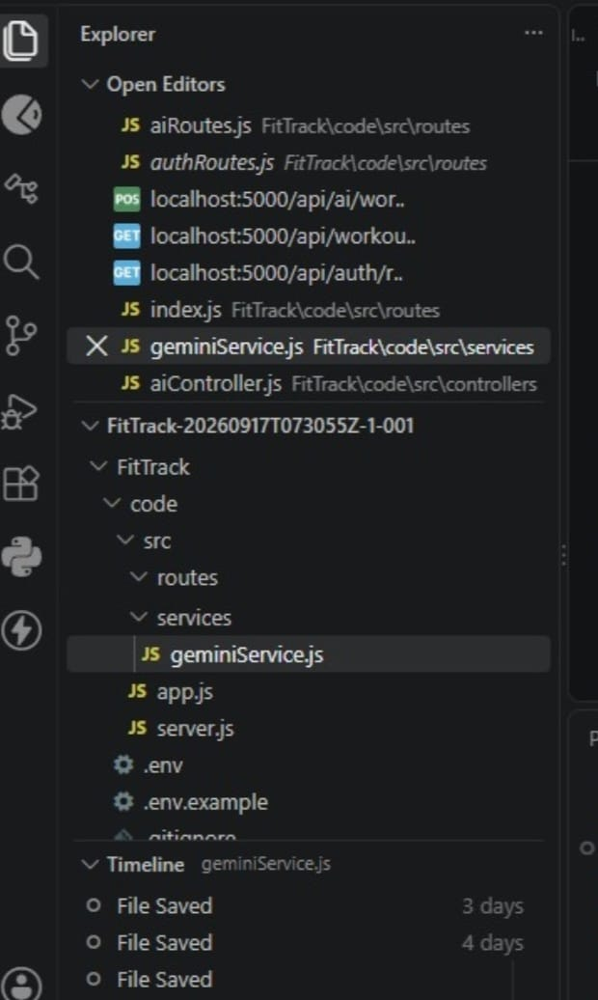 Explorer ...
Open Editors
JS aiRoutes.js FitTrack\code\src\routes
JS authRoutes.js FitTrack\code\src\routes
POS localhost:5000/api/ai/wor..
GET localhost:5000/api/workou..
GET localhost:5000/api/auth/r..
JS index.js FitTrack\code\src\routes
JS geminiService.js FitTrack\code\src\services
JS aiController.js FitTrack\code\src\controllers
FitTrack-20260917T073055Z-1-001
FitTrack
code
src
routes
services
JS geminiService.js
JS app.js
JS server.js
.env
.env.example
.gitignore
Timeline geminiService.js
File Saved 3 days
File Saved 4 days
File Saved